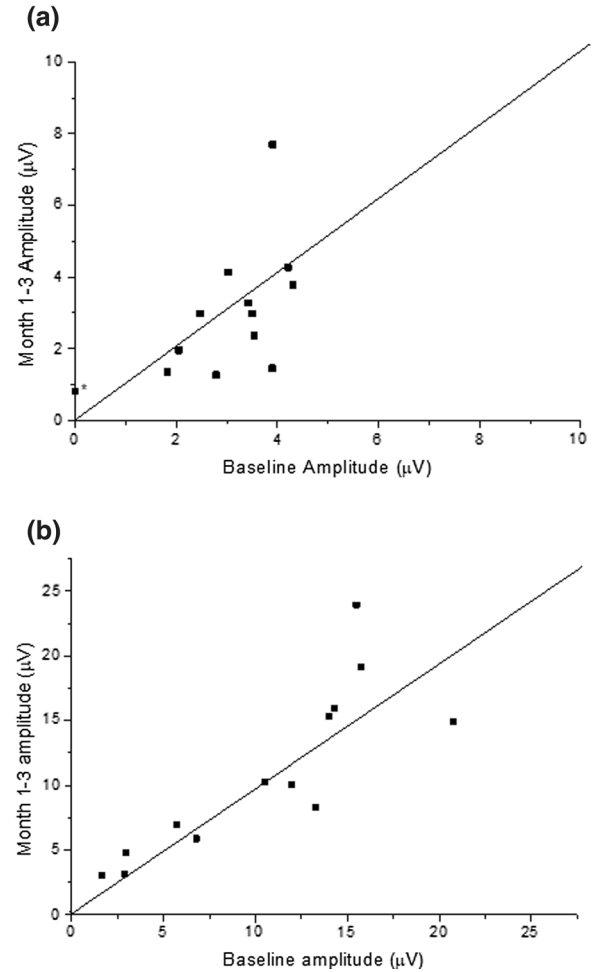 (a)
10
8
6
4
2
0
Month 1-3 Amplitude (μV)
*
0 2 4 6 8 10
Baseline Amplitude (μV)
(b)
25
20
15
10
5
0
Month 1-3 amplitude (μV)
0 5 10 15 20 25
Baseline amplitude (μV)